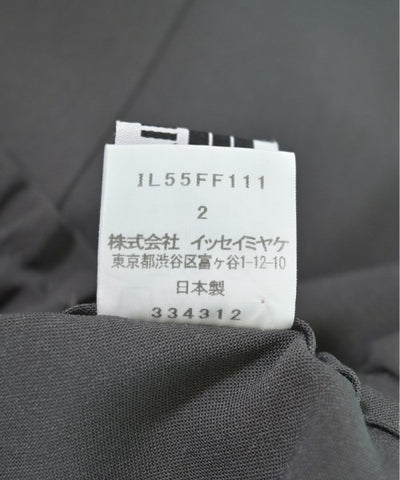 IL55FF111
2
株式会社 イッセイミヤケ
東京都渋谷区富ヶ谷1-12-10
日本製
334312